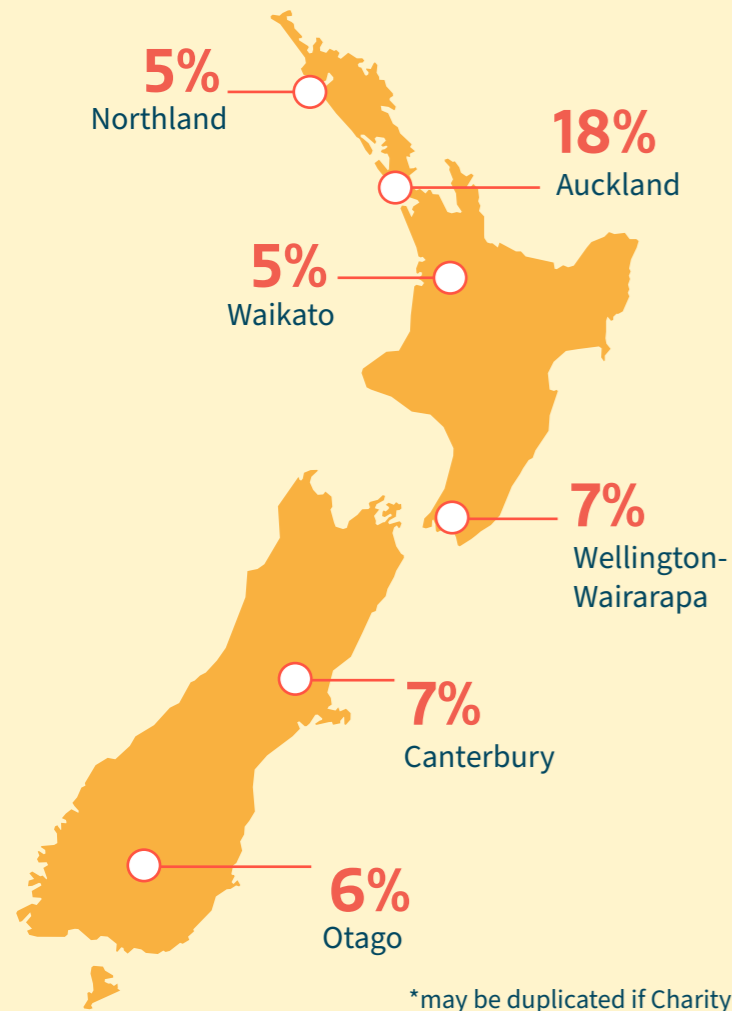 5%
Northland
18%
Auckland
5%
Waikato
7%
Wellington-
Wairarapa
7%
Canterbury
6%
Otago
*may be duplicated if Charity